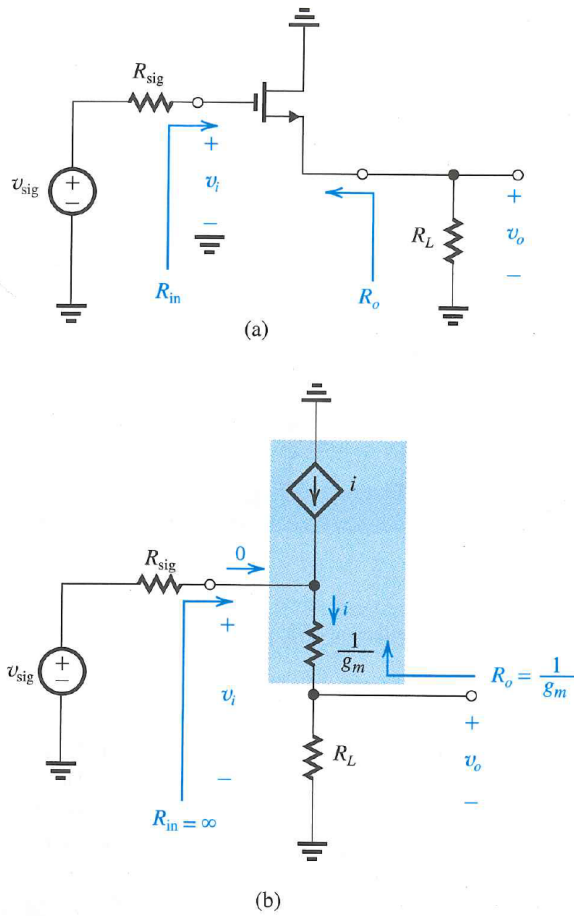 R_sig
v_sig
+
−
+
v_i
−
R_in
R_o
R_L
+
v_o
−
(a)
i
0
R_sig
i
1/g_m
R_o = 1/g_m
v_sig
+
−
+
v_i
−
R_L
+
v_o
−
R_in = ∞
(b)